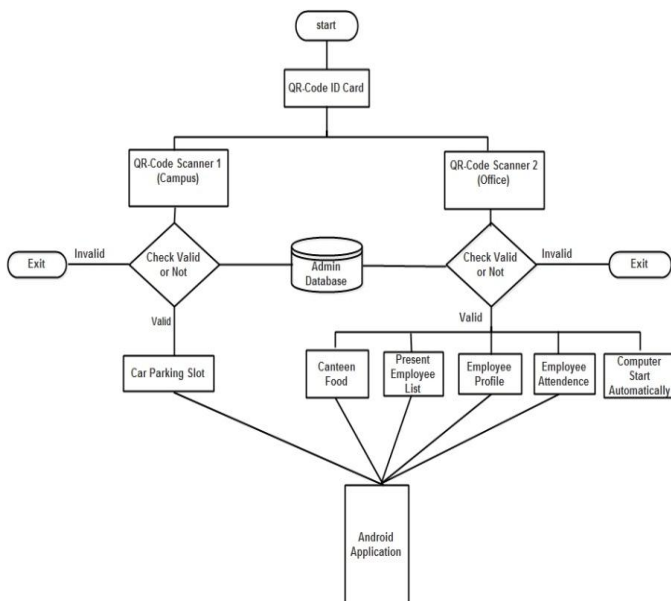 start
QR-Code ID Card
QR-Code Scanner 1
(Campus)
QR-Code Scanner 2
(Office)
Exit
Invalid
Check Valid
or Not
Admin
Database
Check Valid
or Not
Invalid
Exit
Valid
Valid
Car Parking Slot
Canteen
Food
Present
Employee
List
Employee
Profile
Employee
Attendence
Computer
Start
Automatically
Android
Application